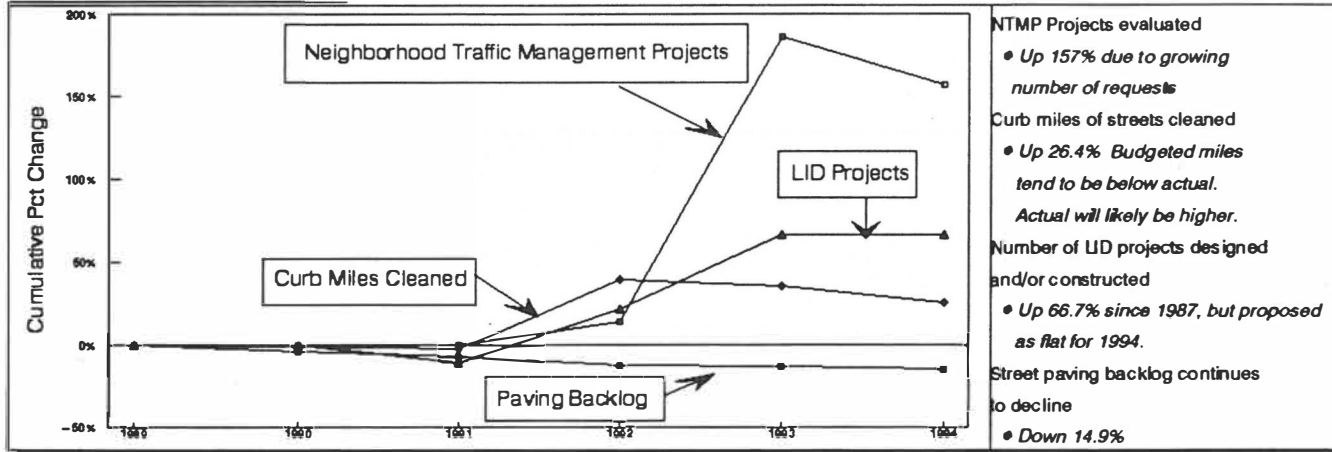 200%
150%
100%
50%
0%
-50%
Cumulative Pct Change
Neighborhood Traffic Management Projects
LID Projects
Curb Miles Cleaned
Paving Backlog
1989
1990
1991
1992
1993
1994
NTMP Projects evaluated
• Up 157% due to growing
number of requests
Curb miles of streets cleaned
• Up 26.4% Budgeted miles
tend to be below actual.
Actual will likely be higher.
Number of LID projects designed
and/or constructed
• Up 66.7% since 1987, but proposed
as flat for 1994.
Street paving backlog continues
to decline
• Down 14.9%